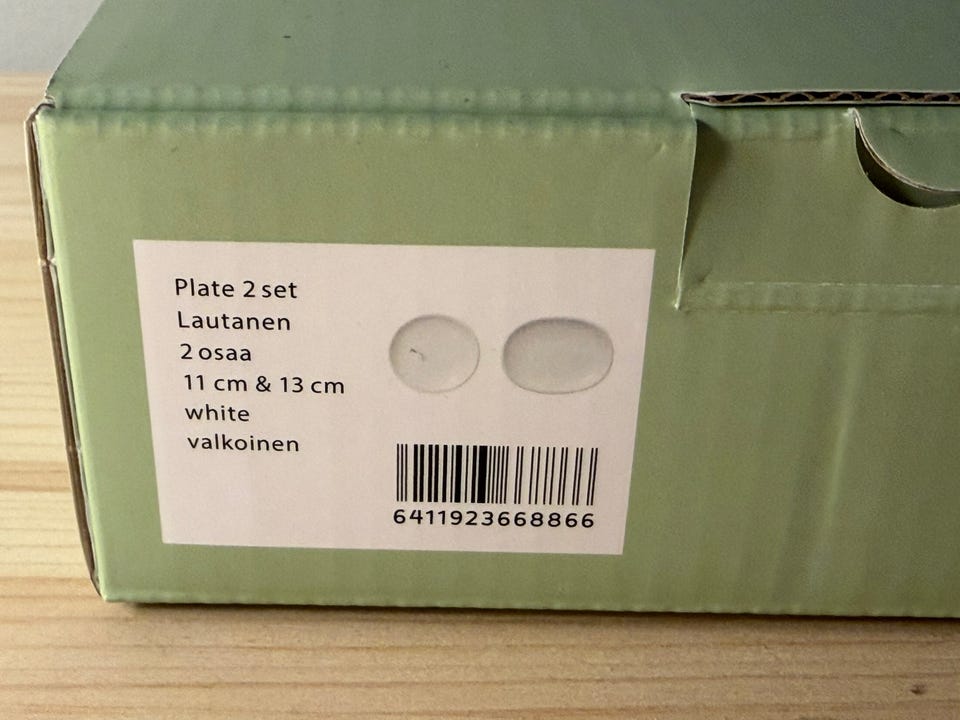 Plate 2 set
Lautanen
2 osaa
11 cm & 13 cm
white
valkoinen
6411923668866